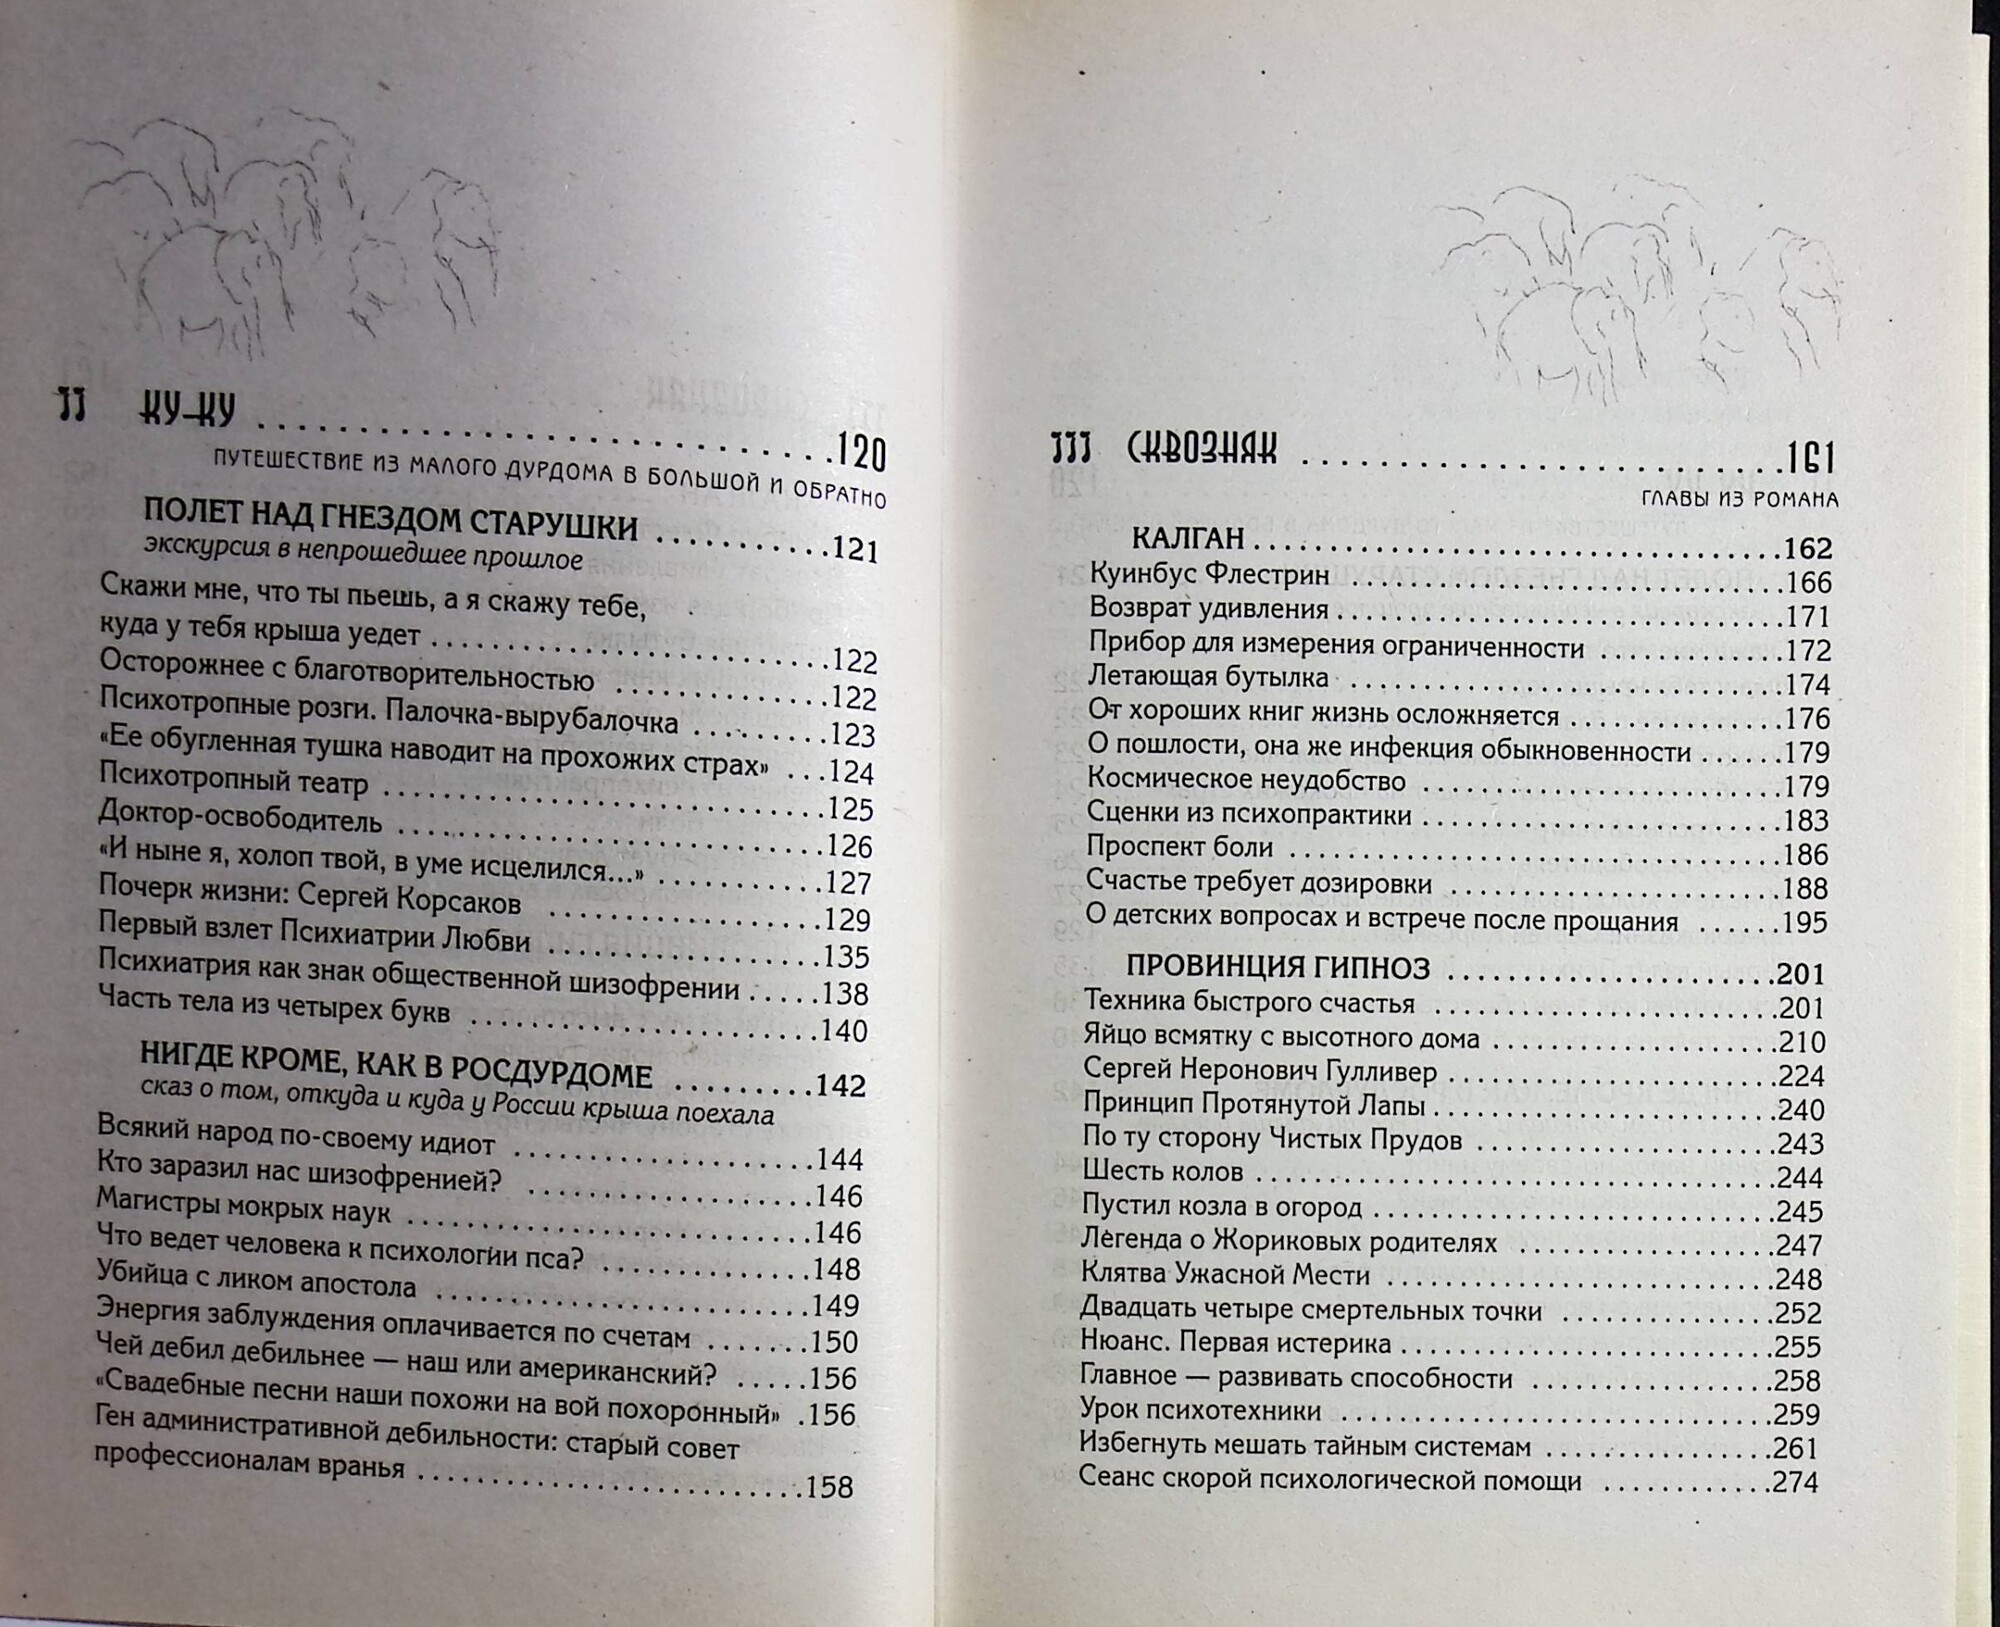 II КУ-КУ ..............................120
ПУТЕШЕСТВИЕ ИЗ МАЛОГО ДУРДОМА В БОЛЬШОЙ И ОБРАТНО
ПОЛЕТ НАД ГНЕЗДОМ СТАРУШКИ ...........121
экскурсия в непрошедшее прошлое
Скажи мне, что ты пьешь, а я скажу тебе,
куда у тебя крыша уедет .........................122
Осторожнее с благотворительностью ..............122
Психотропные розги. Палочка-вырубалочка .........123
«Ее обугленная тушка наводит на прохожих страх» ...124
Психотропный театр ............................125
Доктор-освободитель ...........................126
«И ныне я, холоп твой, в уме исцелился...» ...........127
Почерк жизни: Сергей Корсаков ..................129
Первый взлет Психиатрии Любви ..................135
Психиатрия как знак общественной шизофрении .....138
Часть тела из четырех букв .......................140
НИГДЕ КРОМЕ, КАК В РОСДУРДОМЕ .........142
сказ о том, откуда и куда у России крыша поехала
Всякий народ по-своему идиот ....................144
Кто заразил нас шизофренией? ...................146
Магистры мокрых наук ..........................146
Что ведет человека к психологии пса? ..............148
Убийца с ликом апостола ........................149
Энергия заблуждения оплачивается по счетам .......150
Чей дебил дебильнее — наш или американский? .....156
«Свадебные песни наши похожи на вой похоронный» .156
Ген административной дебильности: старый совет
профессионалам вранья .........................158
III СКВОЗНЯК .............................161
ГЛАВЫ ИЗ РОМАНА
КАЛГАН..................................162
Куинбус Флестрин .............................166
Возврат удивления..............................171
Прибор для измерения ограниченности ............172
Летающая бутылка .............................174
От хороших книг жизнь осложняется ..............176
О пошлости, она же инфекция обыкновенности .......179
Космическое неудобство ........................179
Сценки из психопрактики ........................183
Проспект боли ................................186
Счастье требует дозировки ......................188
О детских вопросах и встрече после прощания ......195
ПРОВИНЦИЯ ГИПНОЗ .....................201
Техника быстрого счастья .......................201
Яйцо всмятку с высотного дома ...................210
Сергей Неронович Гулливер ......................224
Принцип Протянутой Лапы.......................240
По ту сторону Чистых Прудов ....................243
Шесть колов ..................................244
Пустил козла в огород ..........................245
Легенда о Жориковых родителях .................247
Клятва Ужасной Мести .........................248
Двадцать четыре смертельных точки ..............252
Нюанс. Первая истерика.........................255
Главное — развивать способности ................258
Урок психотехники ............................259
Избегнуть мешать тайным системам ...............261
Сеанс скорой психологической помощи ............274